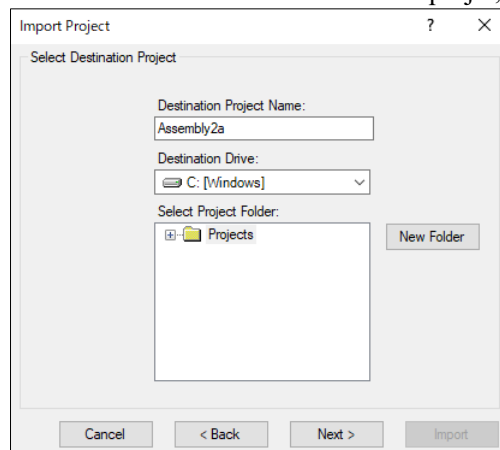 Import Project ? ×
Select Destination Project
Destination Project Name:
Assembly2a
Destination Drive:
C: [Windows]
Select Project Folder:
Projects
New Folder
Cancel < Back Next > Import